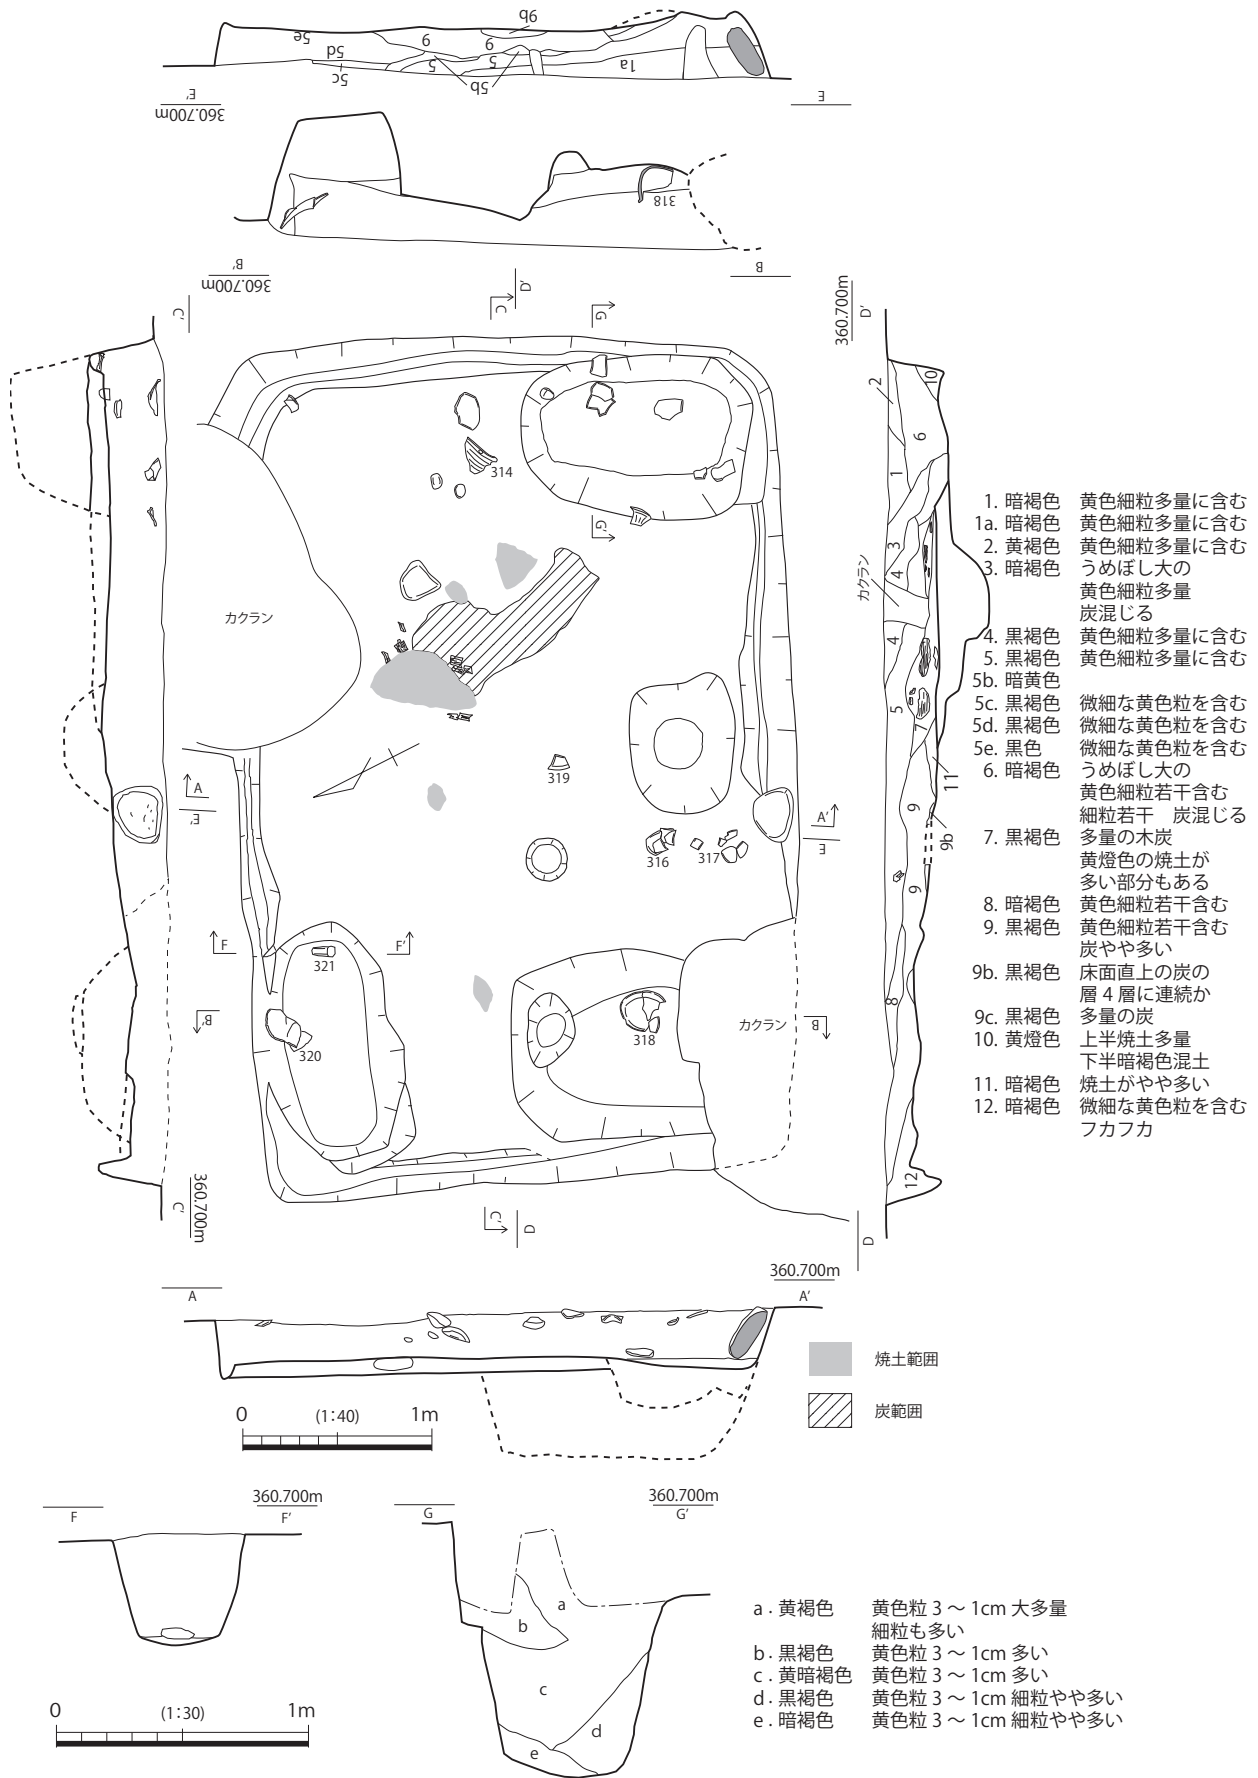 9b
5e
9
9
5d
5c
5
5
5b
1a
E'
360.700m
E
318
B'
360.700m
B
C'
C
D'
G
360.700m
D'
2
10
6
1
314
G'
3
4
カクラン
カクラン
4
5
7
11
319
A
E'
A'
E
9
9b
316
317
9
F
F'
321
B'
320
318
カクラン
B
8
12
360.700m
C'
C'
D
D
1. 暗褐色 黄色細粒多量に含む
1a. 暗褐色 黄色細粒多量に含む
2. 黄褐色 黄色細粒多量に含む
3. 暗褐色 うめぼし大の
黄色細粒多量
炭混じる
4. 黒褐色 黄色細粒多量に含む
5. 黒褐色 黄色細粒多量に含む
5b. 暗黄色
5c. 黒褐色 微細な黄色粒を含む
5d. 黒褐色 微細な黄色粒を含む
5e. 黒色 微細な黄色粒を含む
6. 暗褐色 うめぼし大の
黄色細粒若干含む
細粒若干 炭混じる
7. 黒褐色 多量の木炭
黄燈色の焼土が
多い部分もある
8. 暗褐色 黄色細粒若干含む
9. 黒褐色 黄色細粒若干含む
炭やや多い
9b. 黒褐色 床面直上の炭の
層 4 層に連続か
9c. 黒褐色 多量の炭
10. 黄燈色 上半焼土多量
下半暗褐色混土
11. 暗褐色 焼土がやや多い
12. 暗褐色 微細な黄色粒を含む
フカフカ
A
360.700m
A'
焼土範囲
炭範囲
0 (1:40) 1m
F
360.700m
F'
G
360.700m
G'
a
b
c
d
e
0 (1:30) 1m
a . 黄褐色 黄色粒 3 ～ 1cm 大多量
細粒も多い
b . 黒褐色 黄色粒 3 ～ 1cm 多い
c . 黄暗褐色 黄色粒 3 ～ 1cm 多い
d . 黒褐色 黄色粒 3 ～ 1cm 細粒やや多い
e . 暗褐色 黄色粒 3 ～ 1cm 細粒やや多い